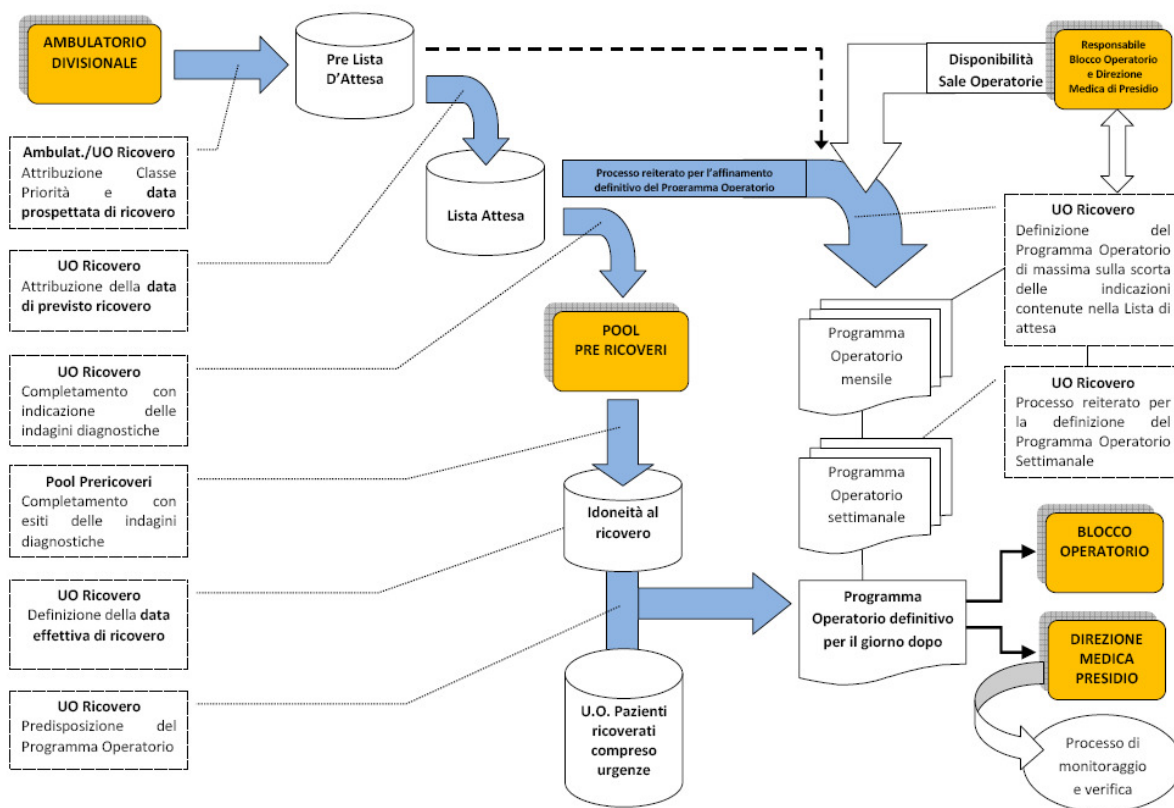 AMBULATORIO
DIVISIONALE
Pre Lista
D'Attesa
Disponibilità
Sale Operatorie
Responsabile
Blocco Operatorio
e Direzione
Medica di Presidio
Ambulat./UO Ricovero
Attribuzione Classe
Priorità e data
prospettata di ricovero
Lista Attesa
Processo reiterato per l'affinamento
definitivo del Programma Operatorio
UO Ricovero
Attribuzione della data
di previsto ricovero
UO Ricovero
Definizione del
Programma Operatorio
di massima sulla scorta
delle indicazioni
contenute nella Lista di
attesa
POOL
PRE RICOVERI
Programma
Operatorio
mensile
UO Ricovero
Completamento con
indicazione delle
indagini diagnostiche
UO Ricovero
Processo reiterato per
la definizione del
Programma Operatorio
Settimanale
Pool Prericoveri
Completamento con
esiti delle indagini
diagnostiche
Programma
Operatorio
settimanale
Idoneità al
ricovero
BLOCCO
OPERATORIO
UO Ricovero
Definizione della data
effettiva di ricovero
Programma
Operatorio definitivo
per il giorno dopo
DIREZIONE
MEDICA
PRESIDIO
UO Ricovero
Predisposizione del
Programma Operatorio
U.O. Pazienti
ricoverati
compreso
urgenze
Processo di
monitoraggio
e verifica